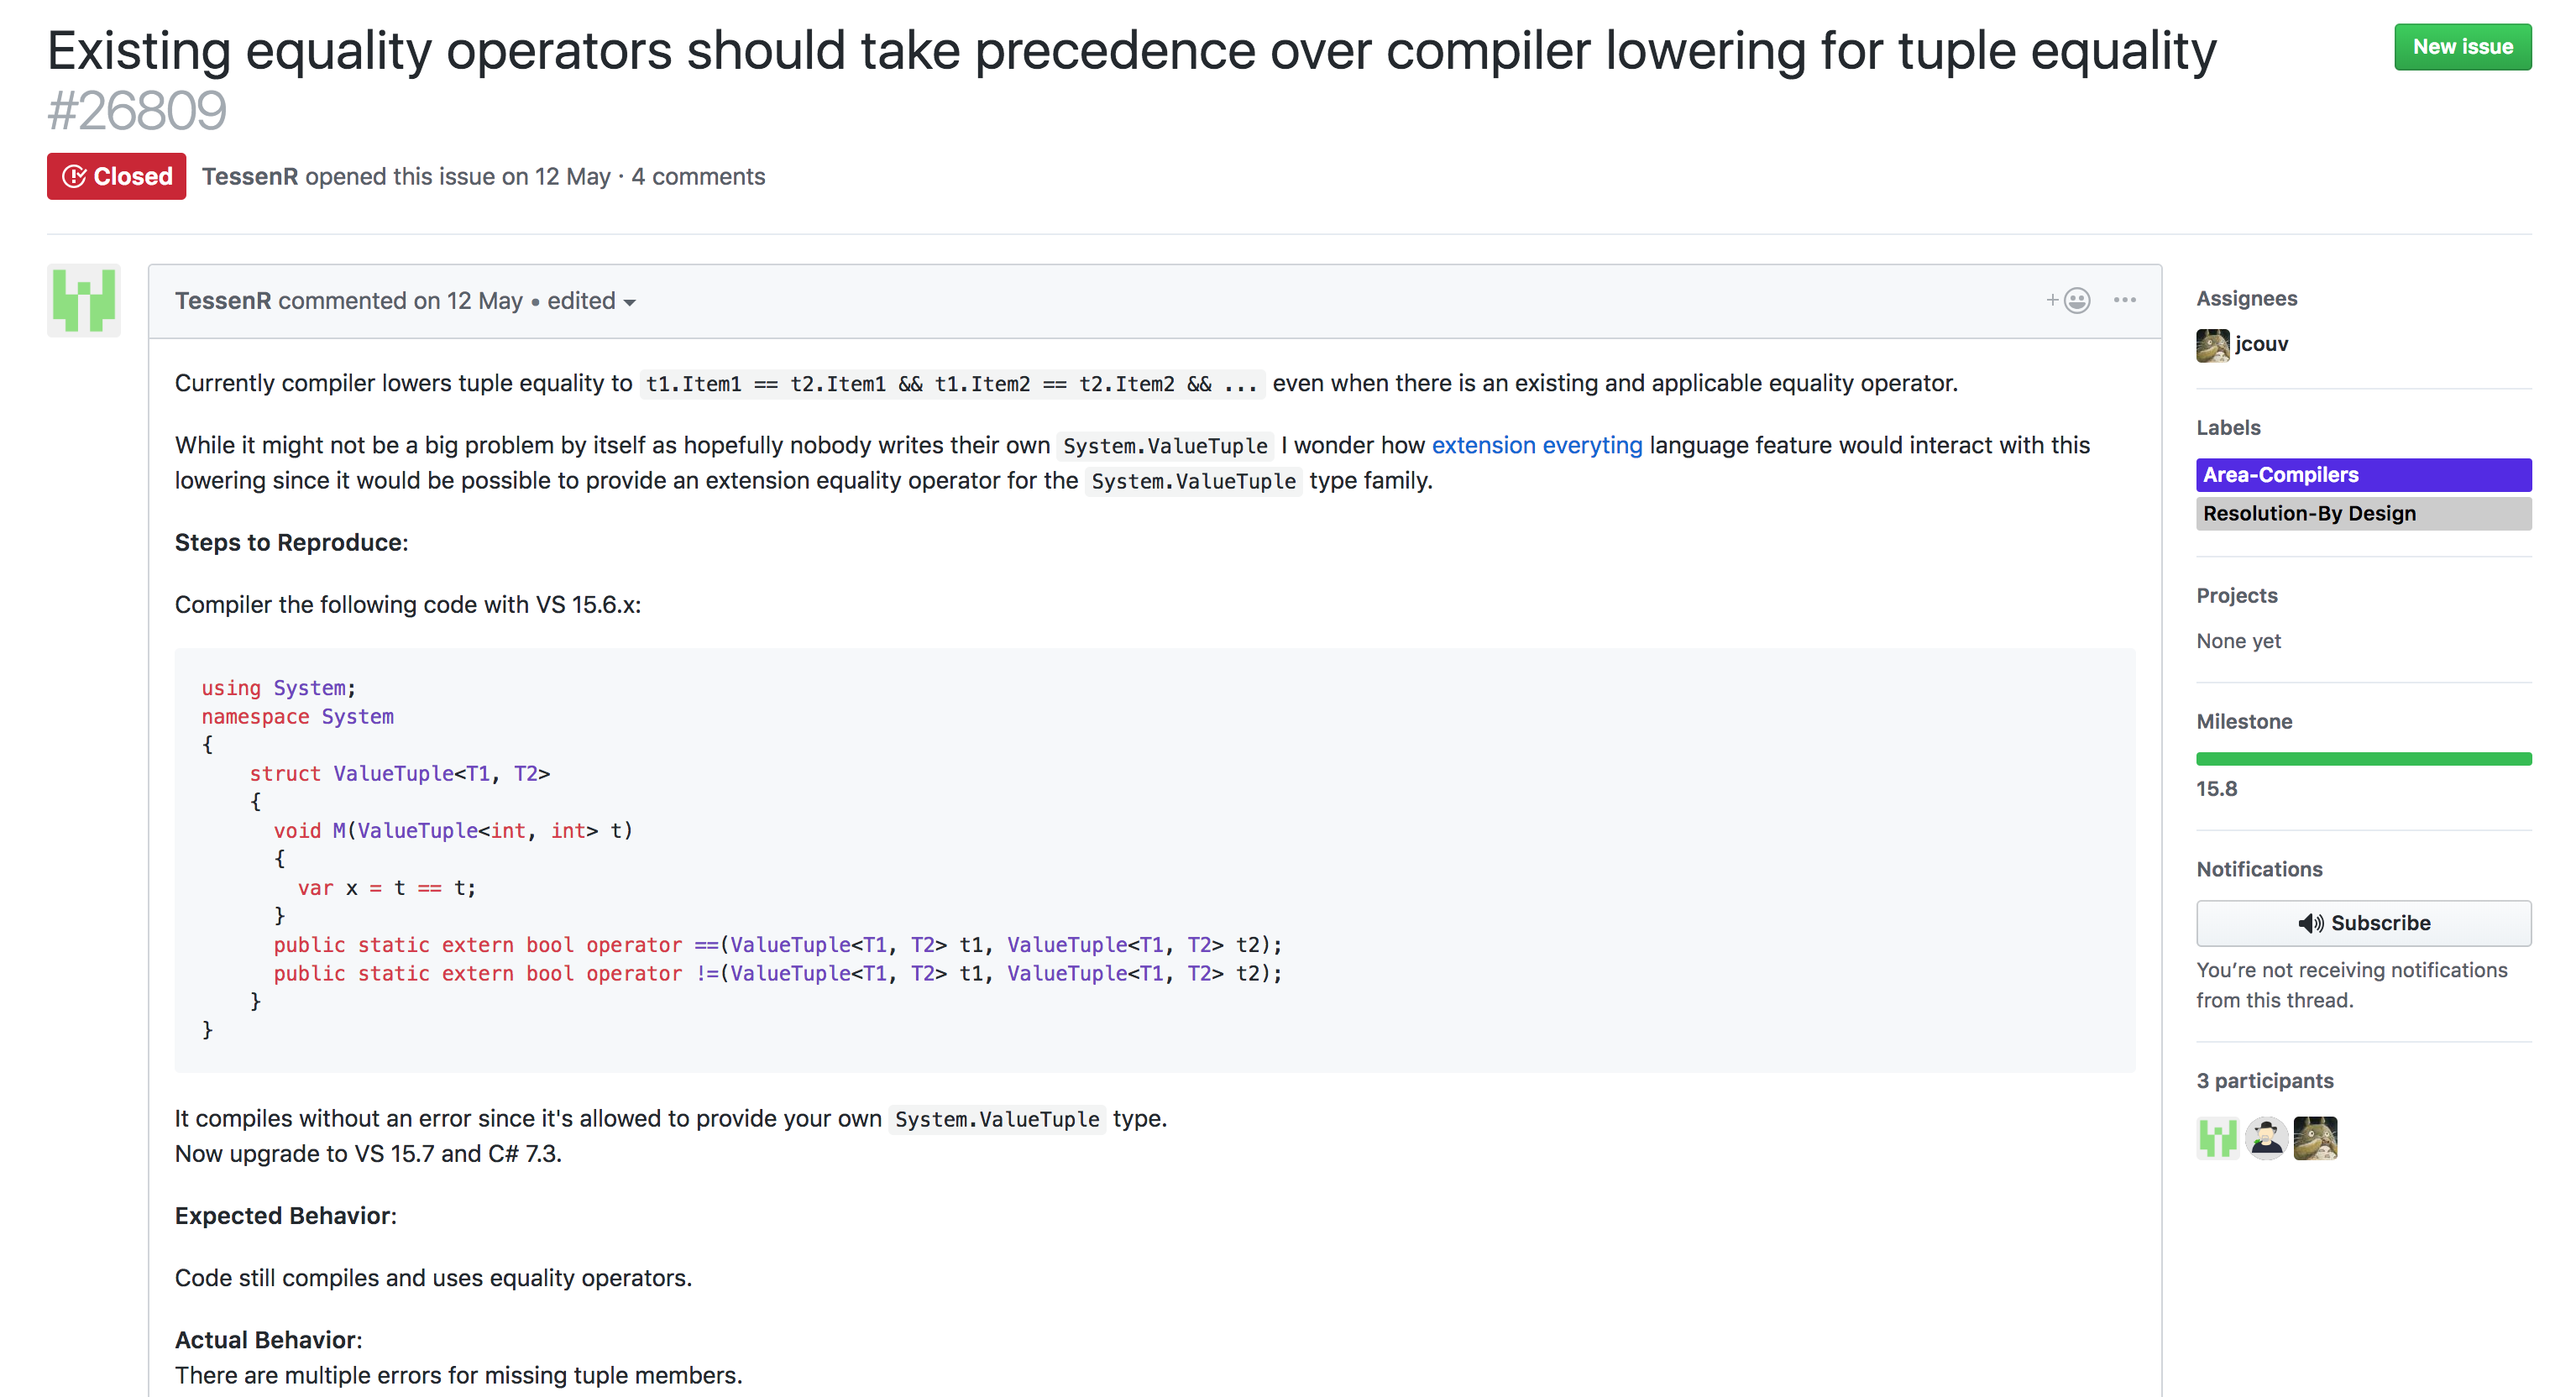 Existing equality operators should take precedence over compiler lowering for tuple equality
#26809
New issue
Closed
TessenR opened this issue on 12 May · 4 comments
TessenR commented on 12 May • edited
Currently compiler lowers tuple equality to t1.Item1 == t2.Item1 && t1.Item2 == t2.Item2 && ... even when there is an existing and applicable equality operator.
While it might not be a big problem by itself as hopefully nobody writes their own System.ValueTuple I wonder how extension everyting language feature would interact with this
lowering since it would be possible to provide an extension equality operator for the System.ValueTuple type family.
Steps to Reproduce:
Compiler the following code with VS 15.6.x:
using System;
namespace System
{
    struct ValueTuple<T1, T2>
    {
      void M(ValueTuple<int, int> t)
      {
        var x = t == t;
      }
      public static extern bool operator ==(ValueTuple<T1, T2> t1, ValueTuple<T1, T2> t2);
      public static extern bool operator !=(ValueTuple<T1, T2> t1, ValueTuple<T1, T2> t2);
    }
}
It compiles without an error since it's allowed to provide your own System.ValueTuple type.
Now upgrade to VS 15.7 and C# 7.3.
Expected Behavior:
Code still compiles and uses equality operators.
Actual Behavior:
There are multiple errors for missing tuple members.
Assignees
jcouv
Labels
Area-Compilers
Resolution-By Design
Projects
None yet
Milestone
15.8
Notifications
Subscribe
You’re not receiving notifications
from this thread.
3 participants